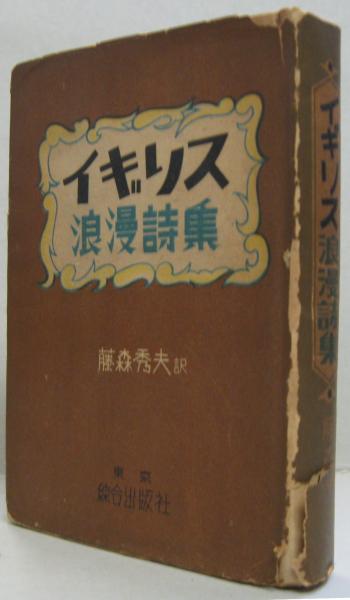 イギリス
浪漫詩集
藤森秀夫訳
東京
綜合出版社
イギリス浪漫詩集